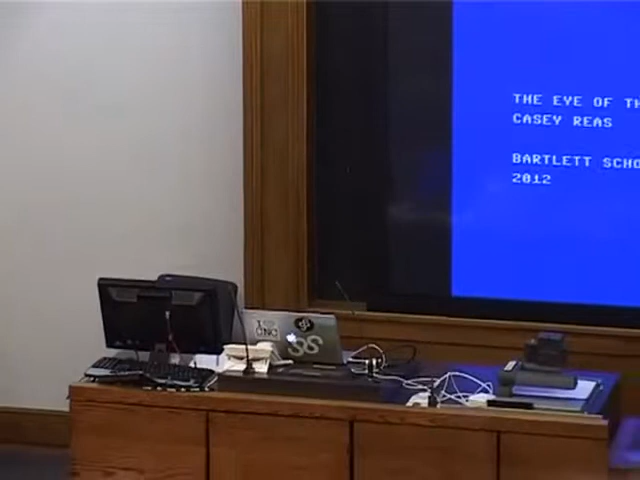 THE EYE OF TH
CASEY REAS
BARTLETT SCHO
2012